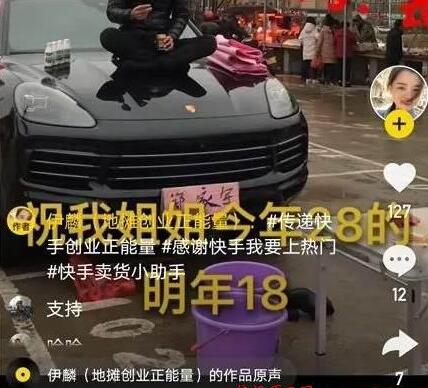 祝我姐姐今年28的
明年18
作者
伊麟（地摊创业正能量） #传递快
手创业正能量 #感谢快手我要上热门
#快手卖货小助手
支持
哈哈
伊麟（地摊创业正能量）的作品原声
127
12
7